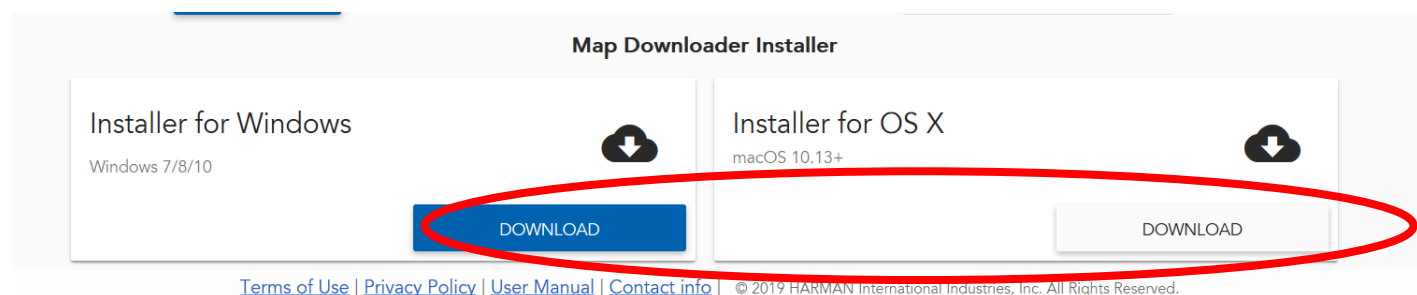 Map Downloader Installer
Installer for Windows
Windows 7/8/10
DOWNLOAD
Installer for OS X
macOS 10.13+
DOWNLOAD
Terms of Use | Privacy Policy | User Manual | Contact info | © 2019 HARMAN International Industries, Inc. All Rights Reserved.